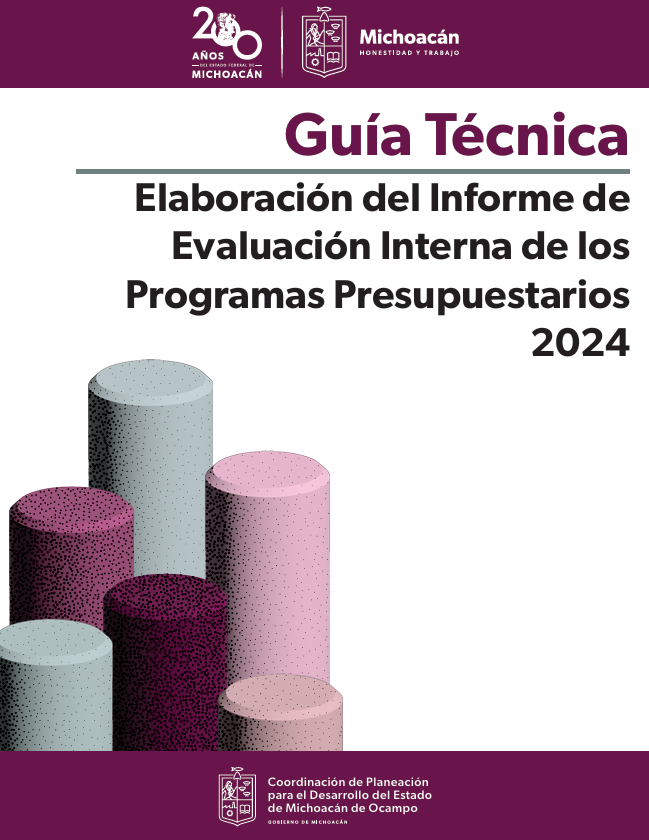 200
AÑOS
DEL ESTADO FEDERAL DE
MICHOACÁN
Michoacán
HONESTIDAD Y TRABAJO
Guía Técnica
Elaboración del Informe de
Evaluación Interna de los
Programas Presupuestarios
2024
Coordinación de Planeación
para el Desarrollo del Estado
de Michoacán de Ocampo
GOBIERNO DE MICHOACÁN